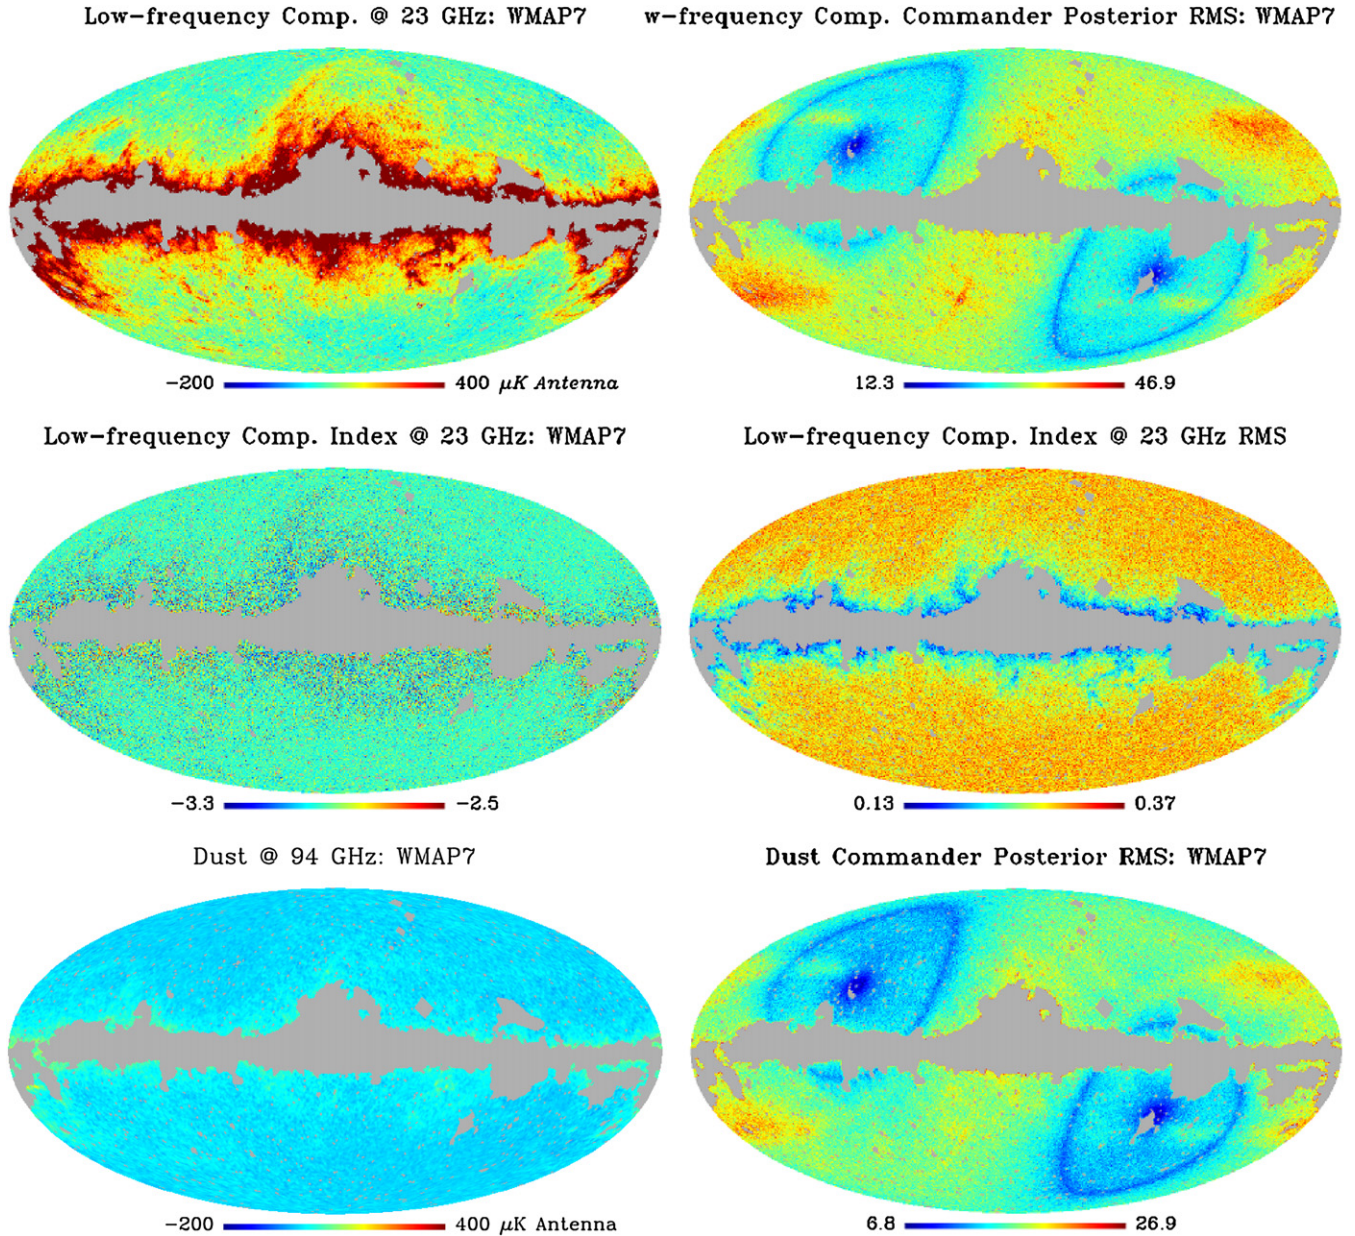 Low-frequency Comp. @ 23 GHz: WMAP7
w-frequency Comp. Commander Posterior RMS: WMAP7
-200 400 μK Antenna
12.3 46.9
Low-frequency Comp. Index @ 23 GHz: WMAP7
Low-frequency Comp. Index @ 23 GHz RMS
-3.3 -2.5
0.13 0.37
Dust @ 94 GHz: WMAP7
Dust Commander Posterior RMS: WMAP7
-200 400 μK Antenna
6.8 26.9